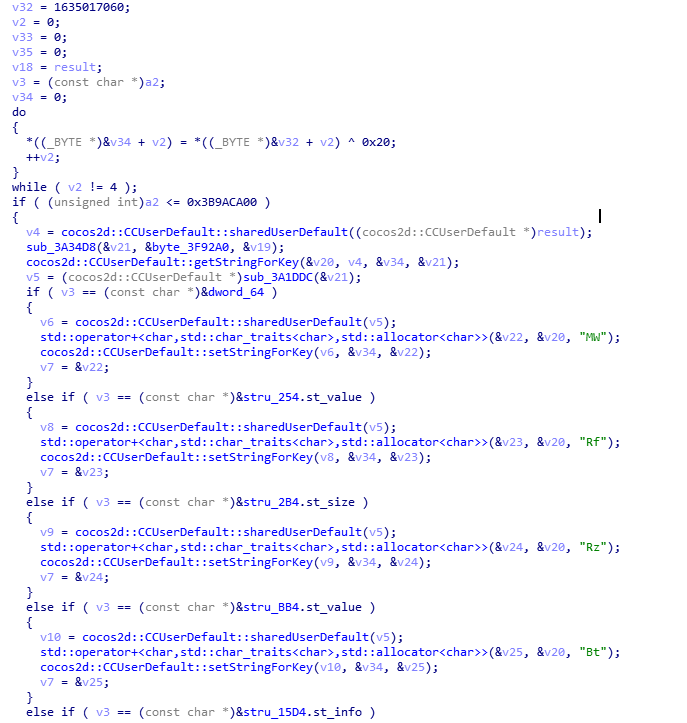 v32 = 1635017060;
v2 = 0;
v33 = 0;
v35 = 0;
v18 = result;
v3 = (const char *)a2;
v34 = 0;
do
{
*((_BYTE *)&v34 + v2) = *((_BYTE *)&v32 + v2) ^ 0x20;
++v2;
}
while ( v2 != 4 );
if ( (unsigned int)a2 <= 0x3B9ACA00 )
{
v4 = cocos2d::CCUserDefault::sharedUserDefault((cocos2d::CCUserDefault *)result);
sub_3A34D8(&v21, &byte_3F92A0, &v19);
cocos2d::CCUserDefault::getStringForKey(&v20, v4, &v34, &v21);
v5 = (cocos2d::CCUserDefault *)sub_3A1DDC(&v21);
if ( v3 == (const char *)&dword_64 )
{
v6 = cocos2d::CCUserDefault::sharedUserDefault(v5);
std::operator+<char,std::char_traits<char>,std::allocator<char>>(&v22, &v20, "MW");
cocos2d::CCUserDefault::setStringForKey(v6, &v34, &v22);
v7 = &v22;
}
else if ( v3 == (const char *)&stru_254.st_value )
{
v8 = cocos2d::CCUserDefault::sharedUserDefault(v5);
std::operator+<char,std::char_traits<char>,std::allocator<char>>(&v23, &v20, "Rf");
cocos2d::CCUserDefault::setStringForKey(v8, &v34, &v23);
v7 = &v23;
}
else if ( v3 == (const char *)&stru_2B4.st_size )
{
v9 = cocos2d::CCUserDefault::sharedUserDefault(v5);
std::operator+<char,std::char_traits<char>,std::allocator<char>>(&v24, &v20, "Rz");
cocos2d::CCUserDefault::setStringForKey(v9, &v34, &v24);
v7 = &v24;
}
else if ( v3 == (const char *)&stru_BB4.st_value )
{
v10 = cocos2d::CCUserDefault::sharedUserDefault(v5);
std::operator+<char,std::char_traits<char>,std::allocator<char>>(&v25, &v20, "Bt");
cocos2d::CCUserDefault::setStringForKey(v10, &v34, &v25);
v7 = &v25;
}
else if ( v3 == (const char *)&stru_15D4.st_info )